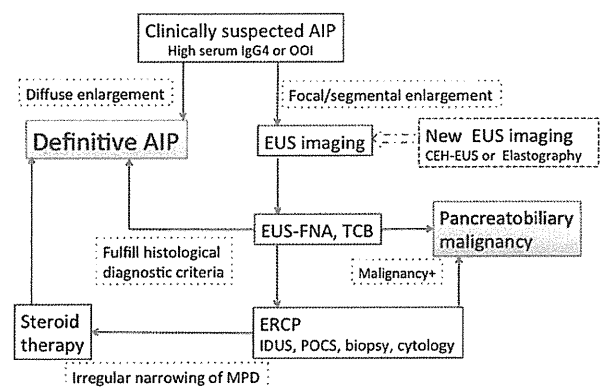 Clinically suspected AIP
High serum IgG4 or OOI
Diffuse enlargement
Focal/segmental enlargement
Definitive AIP
EUS imaging
New EUS imaging
CEH-EUS or Elastography
EUS-FNA, TCB
Pancreatobiliary
malignancy
Fulfill histological
diagnostic criteria
Malignancy+
Steroid
therapy
ERCP
IDUS, POCS, biopsy, cytology
Irregular narrowing of MPD